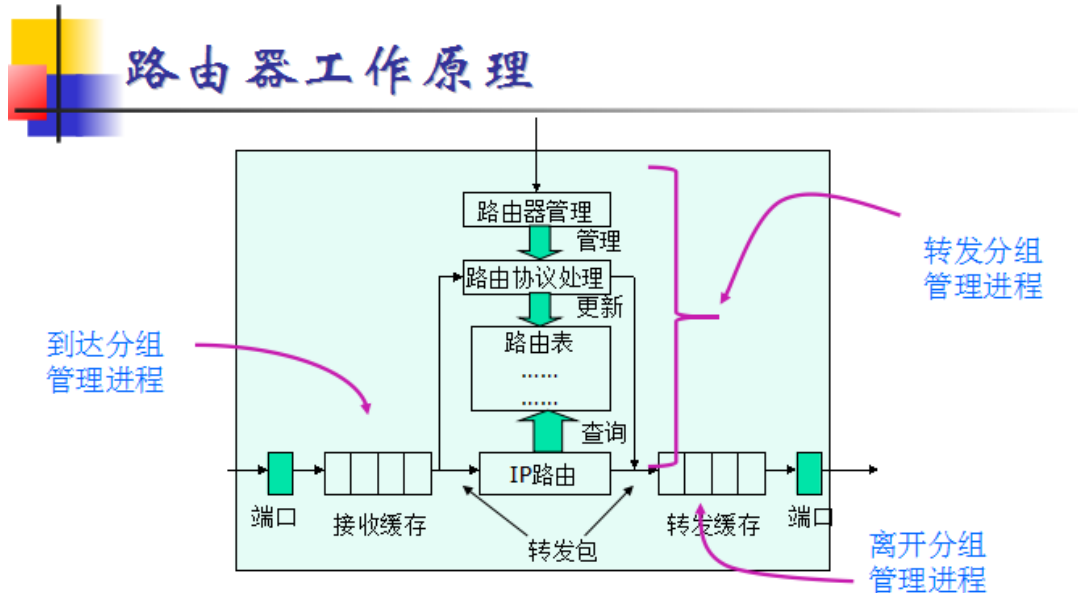 路由器工作原理
路由器管理
管理
路由协议处理
更新
路由表
......
......
查询
IP路由
转发包
端口
接收缓存
转发缓存
端口
到达分组
管理进程
转发分组
管理进程
离开分组
管理进程